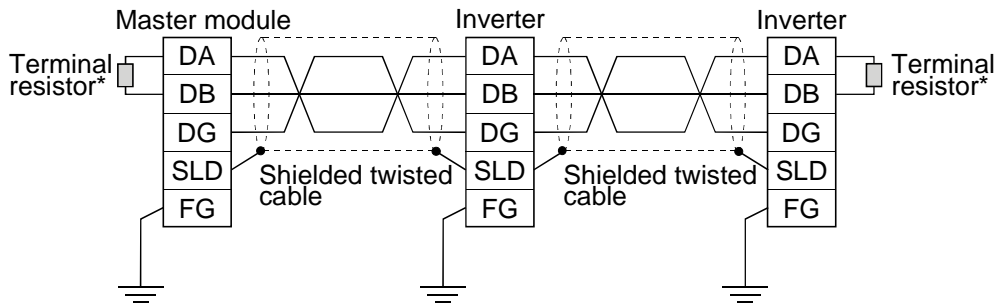 Master module
Inverter
Inverter
Terminal
resistor*
DA
DB
DG
SLD
FG
Shielded twisted
cable
DA
DB
DG
SLD
FG
Shielded twisted
cable
DA
DB
DG
SLD
FG
Terminal
resistor*